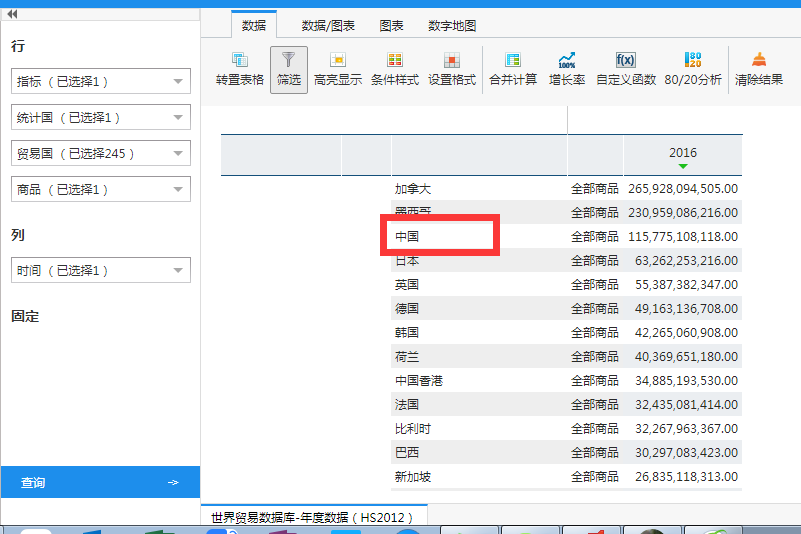 数据
数据/图表
图表
数字地图
转置表格
筛选
高亮显示
条件样式
设置格式
合并计算
100%
增长率
f(x)
自定义函数
80
20
80/20分析
清除结果
行
指标（已选择1）
统计国（已选择1）
贸易国（已选择245）
商品（已选择1）
列
时间（已选择1）
固定
查询
2016
加拿大 全部商品 265,928,094,505.00
墨西哥 全部商品 230,959,086,216.00
中国 全部商品 115,775,108,118.00
日本 全部商品 63,262,253,216.00
英国 全部商品 55,387,382,347.00
德国 全部商品 49,163,136,708.00
韩国 全部商品 42,265,060,908.00
荷兰 全部商品 40,369,651,180.00
中国香港 全部商品 34,885,193,530.00
法国 全部商品 32,435,081,414.00
比利时 全部商品 32,267,963,367.00
巴西 全部商品 30,297,083,423.00
新加坡 全部商品 26,835,118,313.00
世界贸易数据库-年度数据（HS2012）